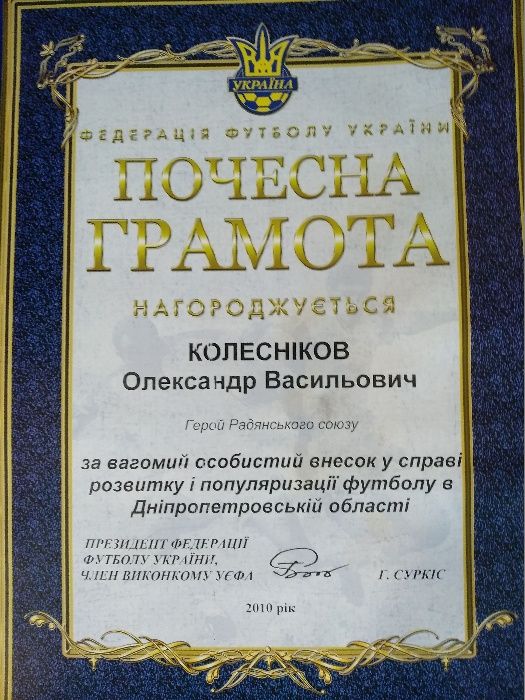 УКРАЇНА
ФЕДЕРАЦІЯ ФУТБОЛУ УКРАЇНИ
ПОЧЕСНА
ГРАМОТА
НАГОРОДЖУЄТЬСЯ
КОЛЕСНІКОВ
Олександр Васильович
Герой Радянського союзу
за вагомий особистий внесок у справі
розвитку і популяризації футболу в
Дніпропетровській області
ПРЕЗИДЕНТ ФЕДЕРАЦІЇ
ФУТБОЛУ УКРАЇНИ,
ЧЛЕН ВИКОНКОМУ УЄФА
Г. СУРКІС
2010 рік